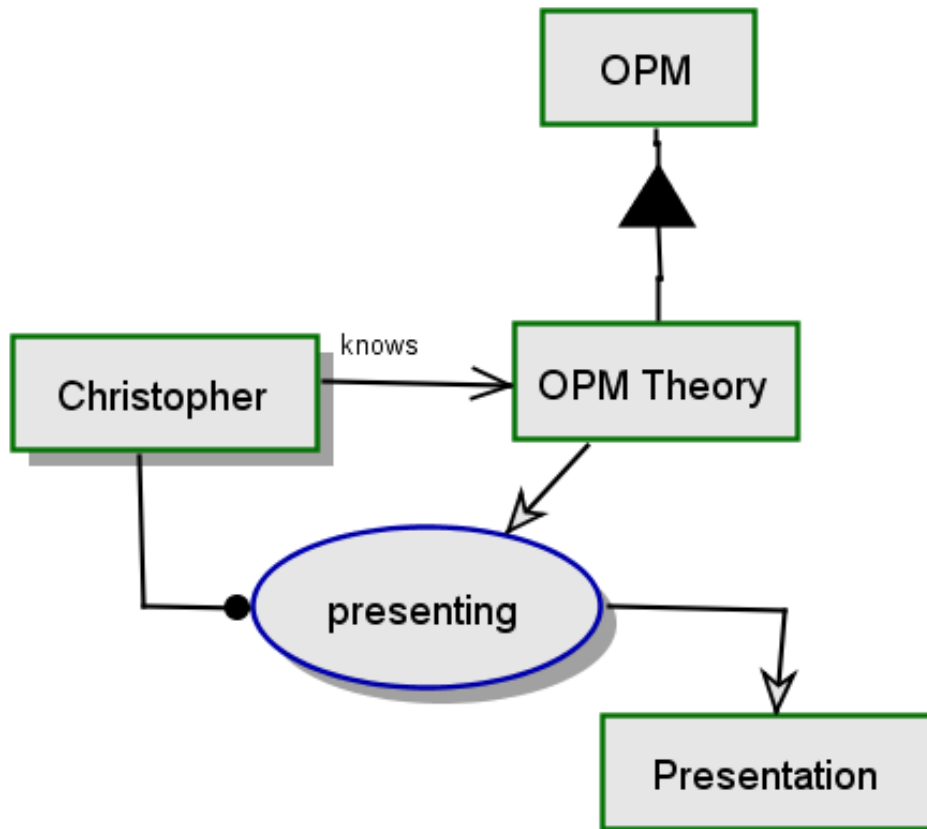 OPM
knows
Christopher
OPM Theory
presenting
Presentation